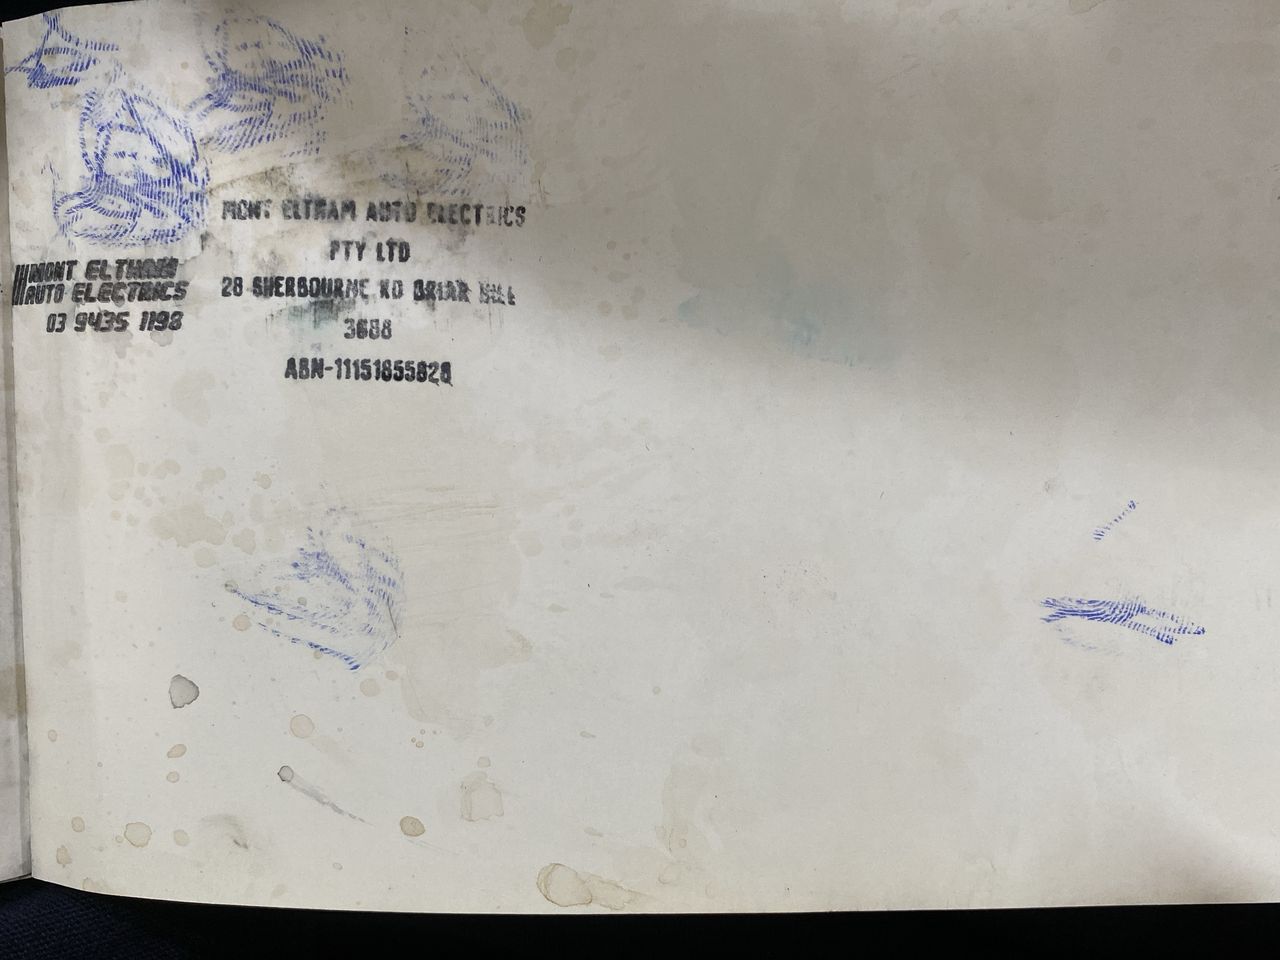 MONT ELTHAM
AUTO ELECTRICS
03 9435 1198
MONT ELTHAM AUTO ELECTRICS
PTY LTD
28 SHERBOURNE RD BRIAR HILL
3088
ABN-11151855828